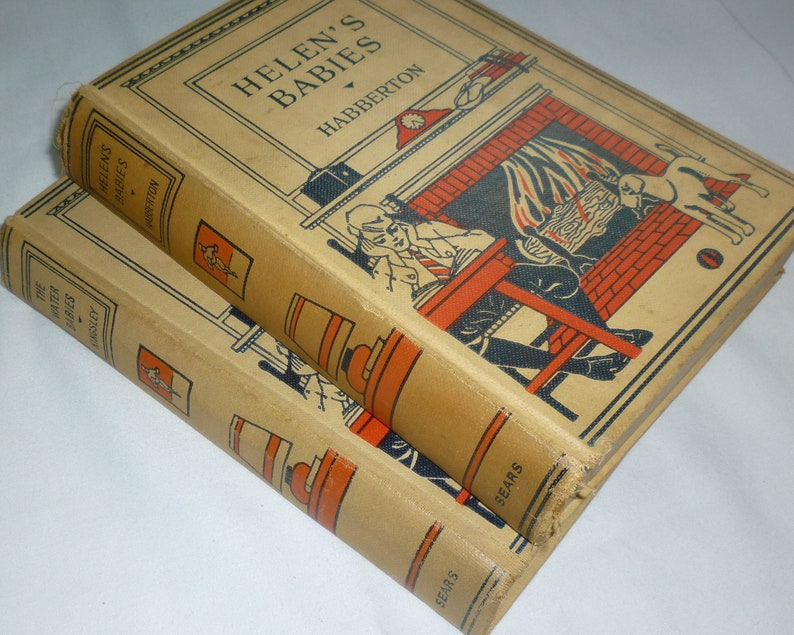 HELEN'S
BABIES
HABBERTON
HELEN'S
BABIES
HABBERTON
SEARS
THE
WATER
BABIES
KINGSLEY
SEARS